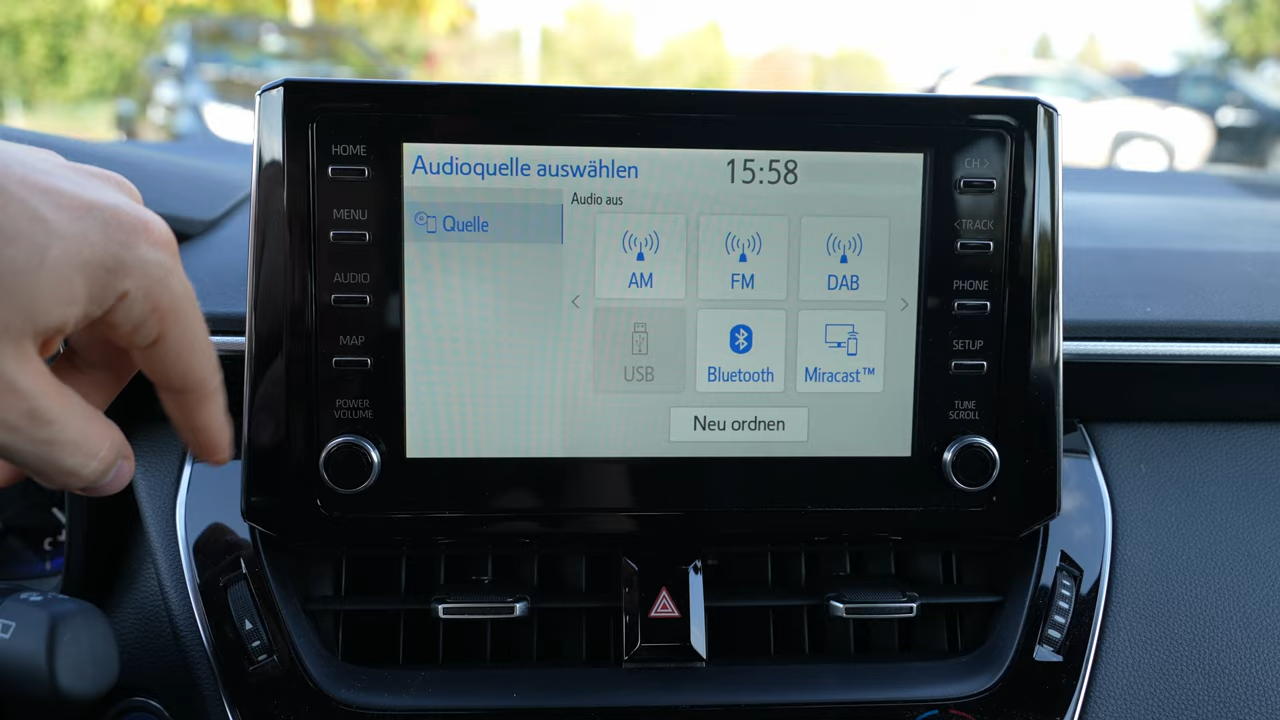 HOME
MENU
AUDIO
MAP
POWER
VOLUME
Audioquelle auswählen
15:58
Quelle
Audio aus
AM
FM
DAB
USB
Bluetooth
Miracast™
Neu ordnen
CH >
< TRACK
PHONE
SETUP
TUNE
SCROLL